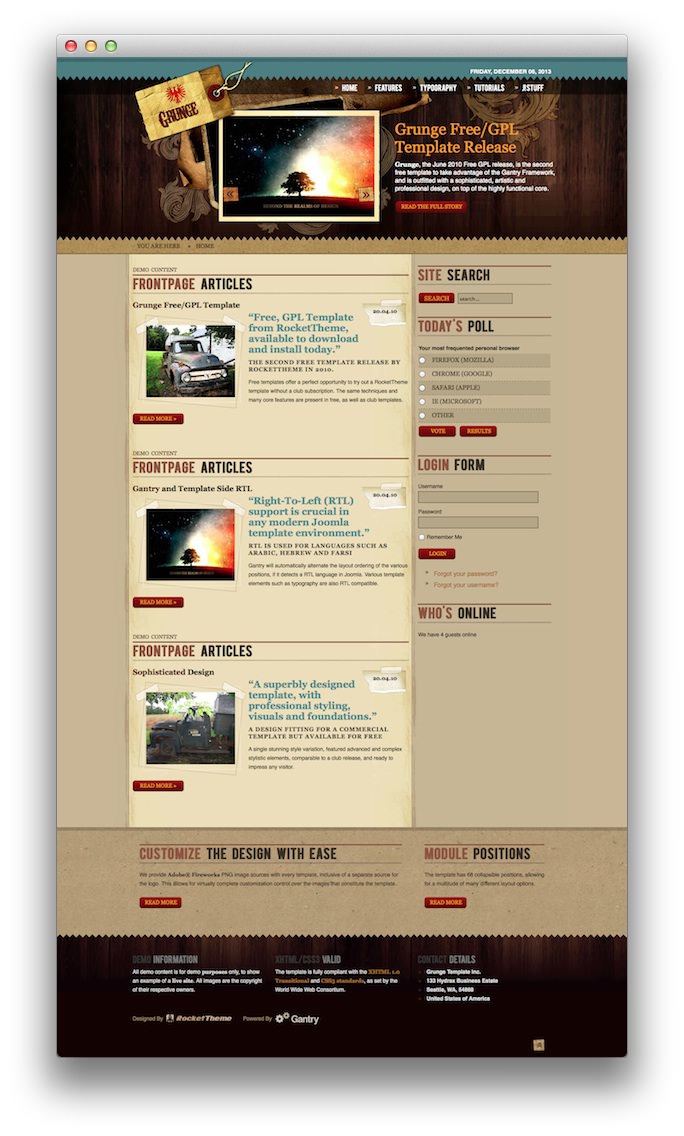 FRIDAY, DECEMBER 06, 2013
GRUNGE
» HOME » FEATURES » TYPOGRAPHY » TUTORIALS » J!STUFF
Grunge Free/GPL
Template Release
Grunge, the June 2010 Free GPL release, is the second
free template to take advantage of the Gantry Framework,
and is outfitted with a sophisticated, artistic and
professional design, on top of the highly functional core.
READ THE FULL STORY
BEYOND THE REALMS OF DESIGN
YOU ARE HERE HOME
DEMO CONTENT
FRONTPAGE ARTICLES
Grunge Free/GPL Template
20.04.10
“Free, GPL Template
from RocketTheme,
available to download
and install today.”
THE SECOND FREE TEMPLATE RELEASE BY
ROCKETTHEME IN 2010.
Free templates offer a perfect opportunity to try out a RocketTheme
template without a club subscription. The same techniques and
many core features are present in free, as well as club templates.
READ MORE »
DEMO CONTENT
FRONTPAGE ARTICLES
Gantry and Template Side RTL
20.04.10
“Right-To-Left (RTL)
support is crucial in
any modern Joomla
template environment.”
RTL IS USED FOR LANGUAGES SUCH AS
ARABIC, HEBREW AND FARSI
Gantry will automatically alternate the layout ordering of the various
positions, if it detects a RTL language in Joomla. Various template
elements such as typography are also RTL compatible.
READ MORE »
DEMO CONTENT
FRONTPAGE ARTICLES
Sophisticated Design
20.04.10
“A superbly designed
template, with
professional styling,
visuals and foundations.”
A DESIGN FITTING FOR A COMMERCIAL
TEMPLATE BUT AVAILABLE FOR FREE
A single stunning style variation, featured advanced and complex
stylistic elements, comparable to a club release, and ready to
impress any visitor.
READ MORE »
SITE SEARCH
SEARCH search...
TODAY'S POLL
Your most frequented personal browser
FIREFOX (MOZILLA)
CHROME (GOOGLE)
SAFARI (APPLE)
IE (MICROSOFT)
OTHER
VOTE RESULTS
LOGIN FORM
Username
Password
Remember Me
LOGIN
Forgot your password?
Forgot your username?
WHO'S ONLINE
We have 4 guests online
CUSTOMIZE THE DESIGN WITH EASE
We provide Adobe® Fireworks PNG image sources with every template, inclusive of a separate source for
the logo. This allows for virtually complete customization control over the images that constitute the template.
READ MORE
MODULE POSITIONS
The template has 68 collapsible positions, allowing
for a multitude of many different layout options.
READ MORE
DEMO INFORMATION
All demo content is for demo purposes only, to show
an example of a live site. All images are the copyright
of their respective owners.
XHTML/CSS3 VALID
The template is fully compliant with the XHTML 1.0
Transitional and CSS3 standards, as set by the
World Wide Web Consortium.
CONTACT DETAILS
Grunge Template Inc.
133 Hydrax Business Estate
Seattle, WA, 54868
United States of America
Designed By RocketTheme Powered By Gantry